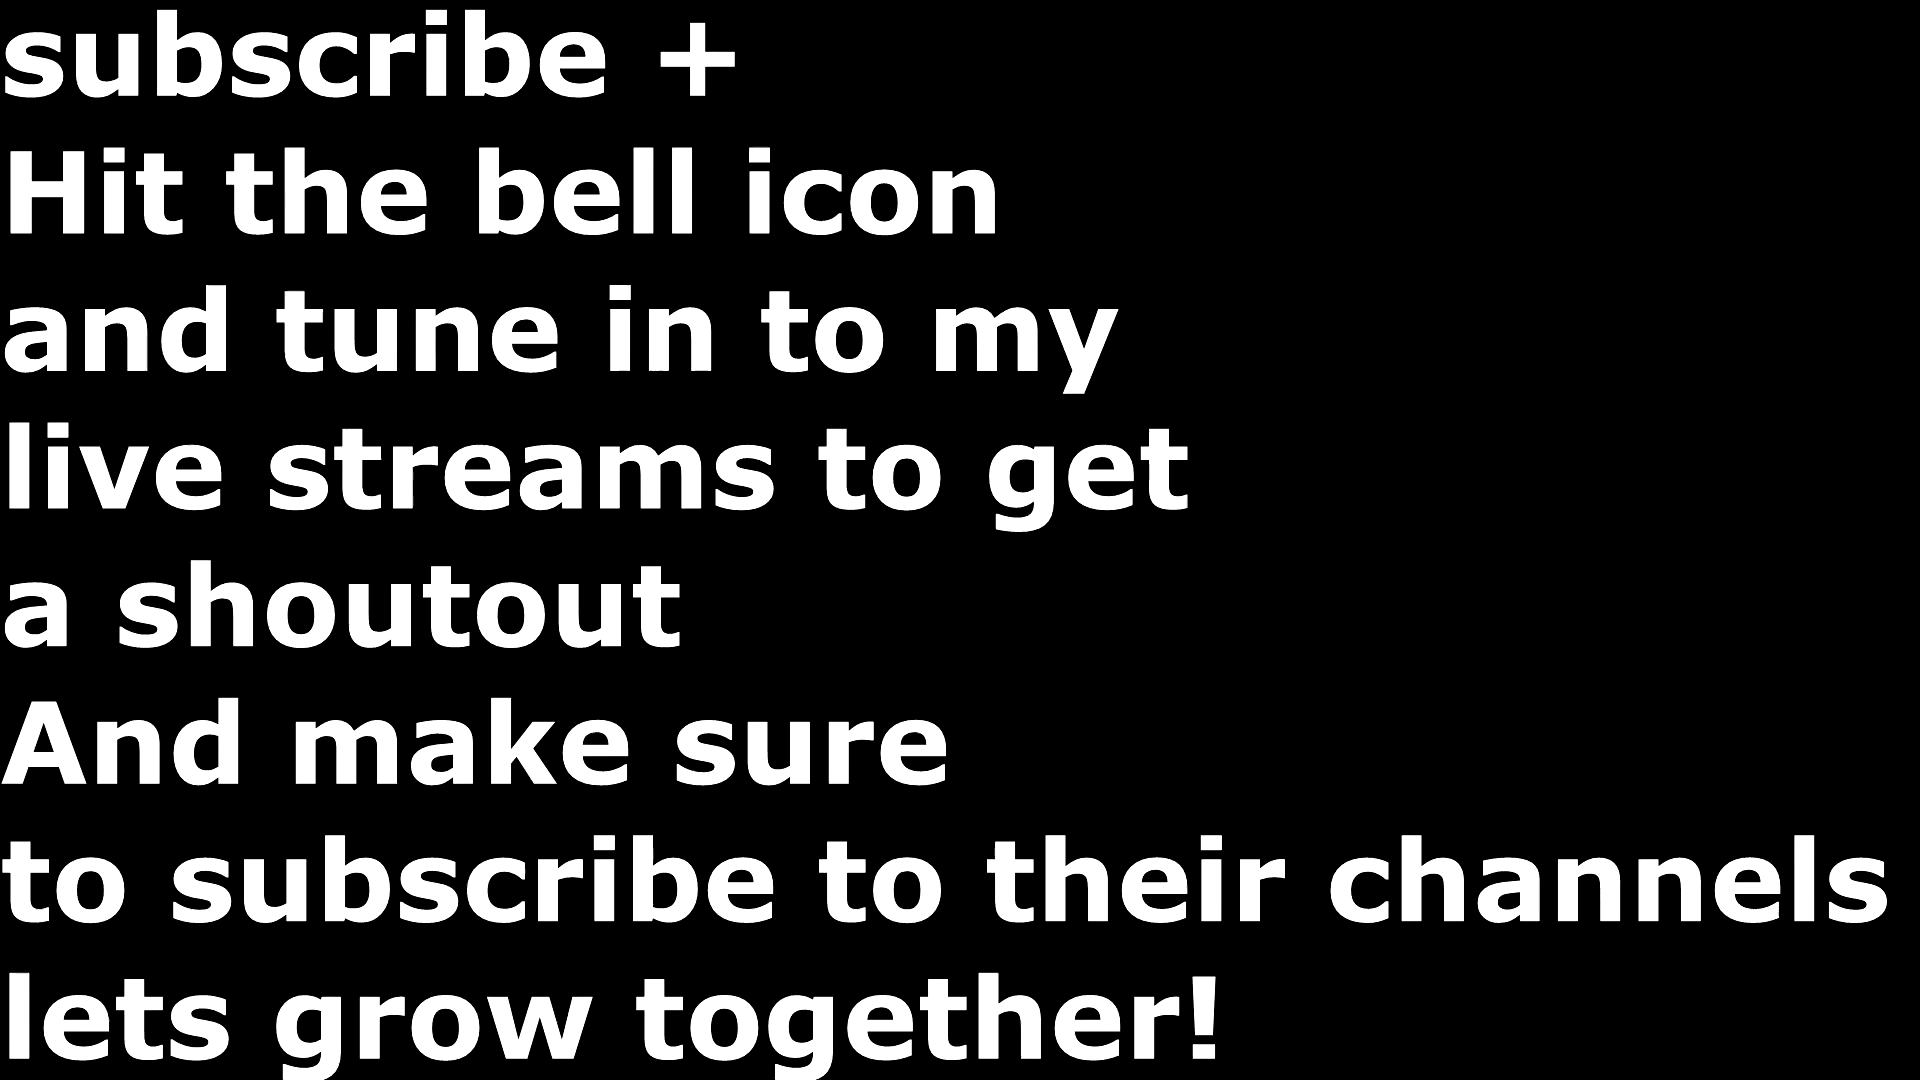 subscribe +
Hit the bell icon
and tune in to my
live streams to get
a shoutout
And make sure
to subscribe to their channels
lets grow together!